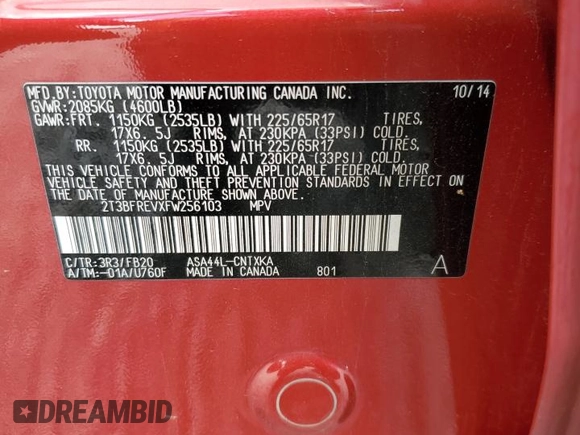 MFD.BY:TOYOTA MOTOR MANUFACTURING CANADA INC. 10/14
GVWR:2085KG (4600LB)
GAWR:FRT. 1150KG (2535LB) WITH 225/65R17 TIRES,
17X6.5J RIMS, AT 230KPA (33PSI) COLD.
RR. 1150KG (2535LB) WITH 225/65R17 TIRES,
17X6.5J RIMS, AT 230KPA (33PSI) COLD.
THIS VEHICLE CONFORMS TO ALL APPLICABLE FEDERAL MOTOR
VEHICLE SAFETY AND THEFT PREVENTION STANDARDS IN EFFECT ON
THE DATE OF MANUFACTURE SHOWN ABOVE.
2T3BFREVXFW256103 MPV
C/TR:3R3/FB20 ASA44L-CNTXKA
A/TM:-01A/U760F MADE IN CANADA 801 A
DREAMBID